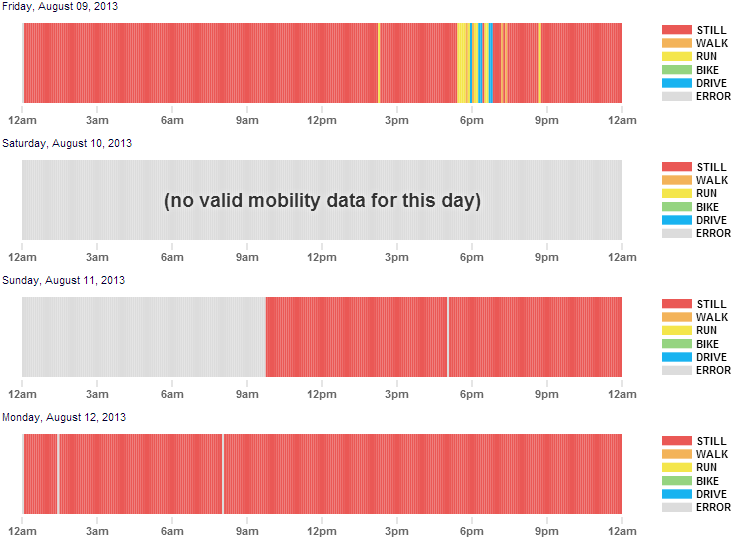 Friday, August 09, 2013
STILL
WALK
RUN
BIKE
DRIVE
ERROR
12am 3am 6am 9am 12pm 3pm 6pm 9pm 12am
Saturday, August 10, 2013
(no valid mobility data for this day)
STILL
WALK
RUN
BIKE
DRIVE
ERROR
12am 3am 6am 9am 12pm 3pm 6pm 9pm 12am
Sunday, August 11, 2013
STILL
WALK
RUN
BIKE
DRIVE
ERROR
12am 3am 6am 9am 12pm 3pm 6pm 9pm 12am
Monday, August 12, 2013
STILL
WALK
RUN
BIKE
DRIVE
ERROR
12am 3am 6am 9am 12pm 3pm 6pm 9pm 12am